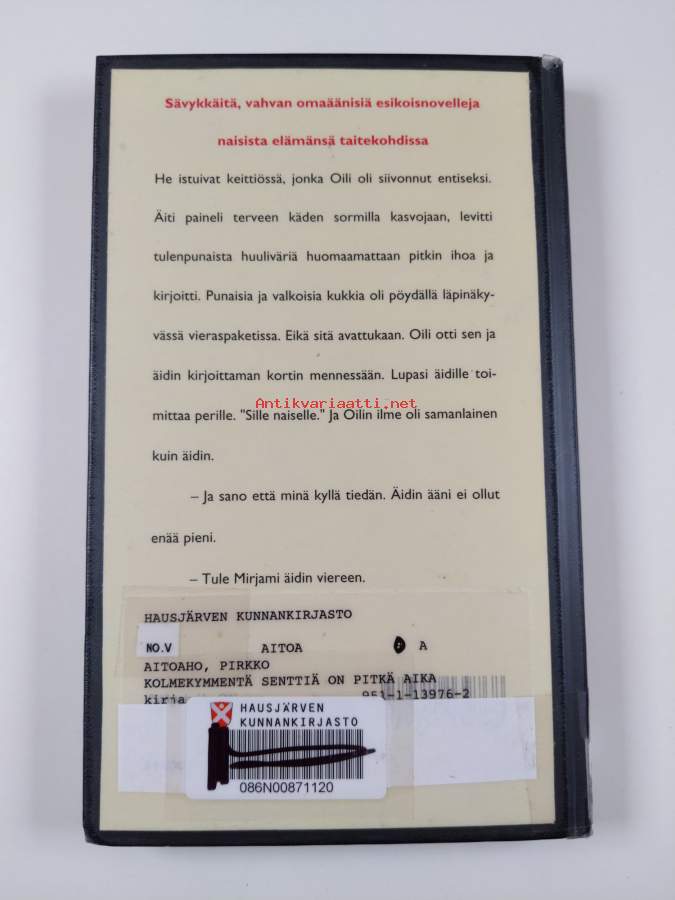 Sävykkäitä, vahvan omaäänisiä esikoisnovelleja
naisista elämänsä taitekohdissa
He istuivat keittiössä, jonka Oili oli siivonnut entiseksi.
Äiti paineli terveen käden sormilla kasvojaan, levitti
tulenpunaista huuliväriä huomaamattaan pitkin ihoa ja
kirjoitti. Punaisia ja valkoisia kukkia oli pöydällä läpinäky-
vässä vieraspaketissa. Eikä sitä avattukaan. Oili otti sen ja
äidin kirjoittaman kortin mennessään. Lupasi äidille toi-
Antikvariaatti.net
mittaa perille. "Sille naiselle." Ja Oilin ilme oli samanlainen
kuin äidin.
– Ja sano että minä kyllä tiedän. Äidin ääni ei ollut
enää pieni.
– Tule Mirjami äidin viereen.
HAUSJÄRVEN KUNNANKIRJASTO
NO.V AITOA A
AITOAHO, PIRKKO
KOLMEKYMMENTÄ SENTTIÄ ON PITKÄ AIKA
951-1-13976-2
HAUSJÄRVEN
KUNNANKIRJASTO
086N00871120